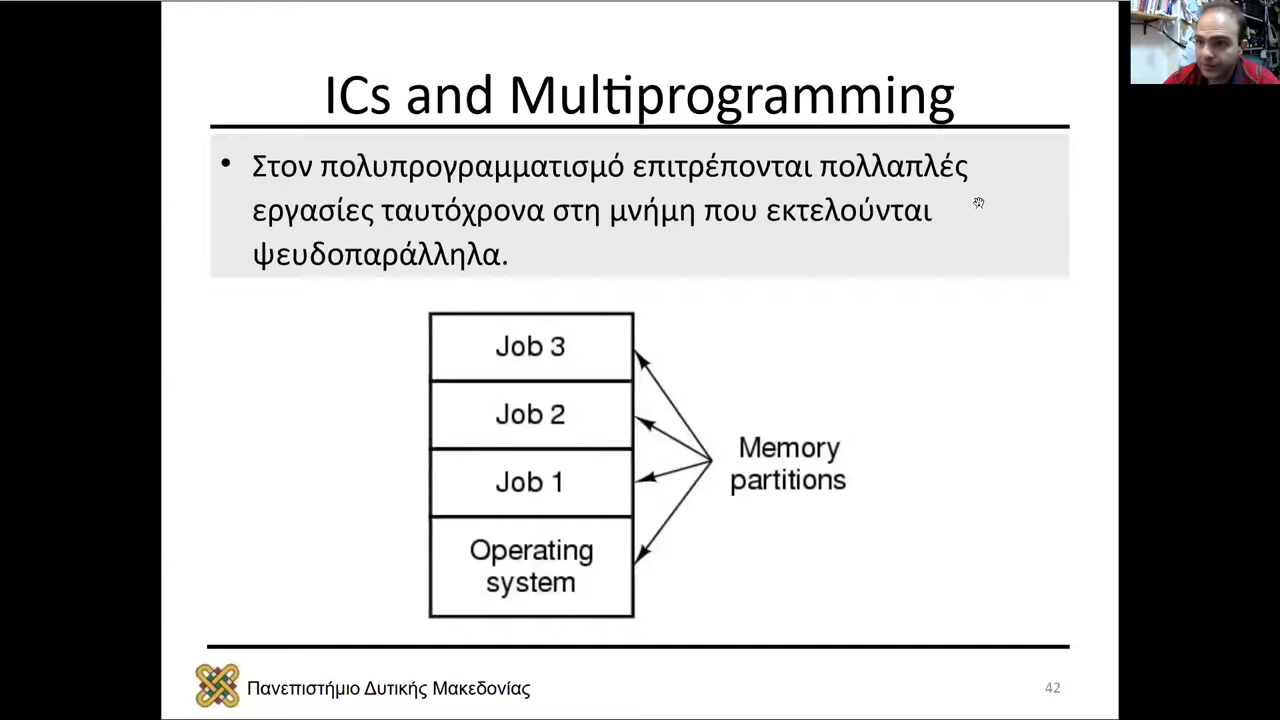 ICs and Multiprogramming
• Στον πολυπρογραμματισμό επιτρέπονται πολλαπλές
εργασίες ταυτόχρονα στη μνήμη που εκτελούνται
ψευδοπαράλληλα.
Job 3
Job 2
Job 1
Operating
system
Memory
partitions
Πανεπιστήμιο Δυτικής Μακεδονίας
42